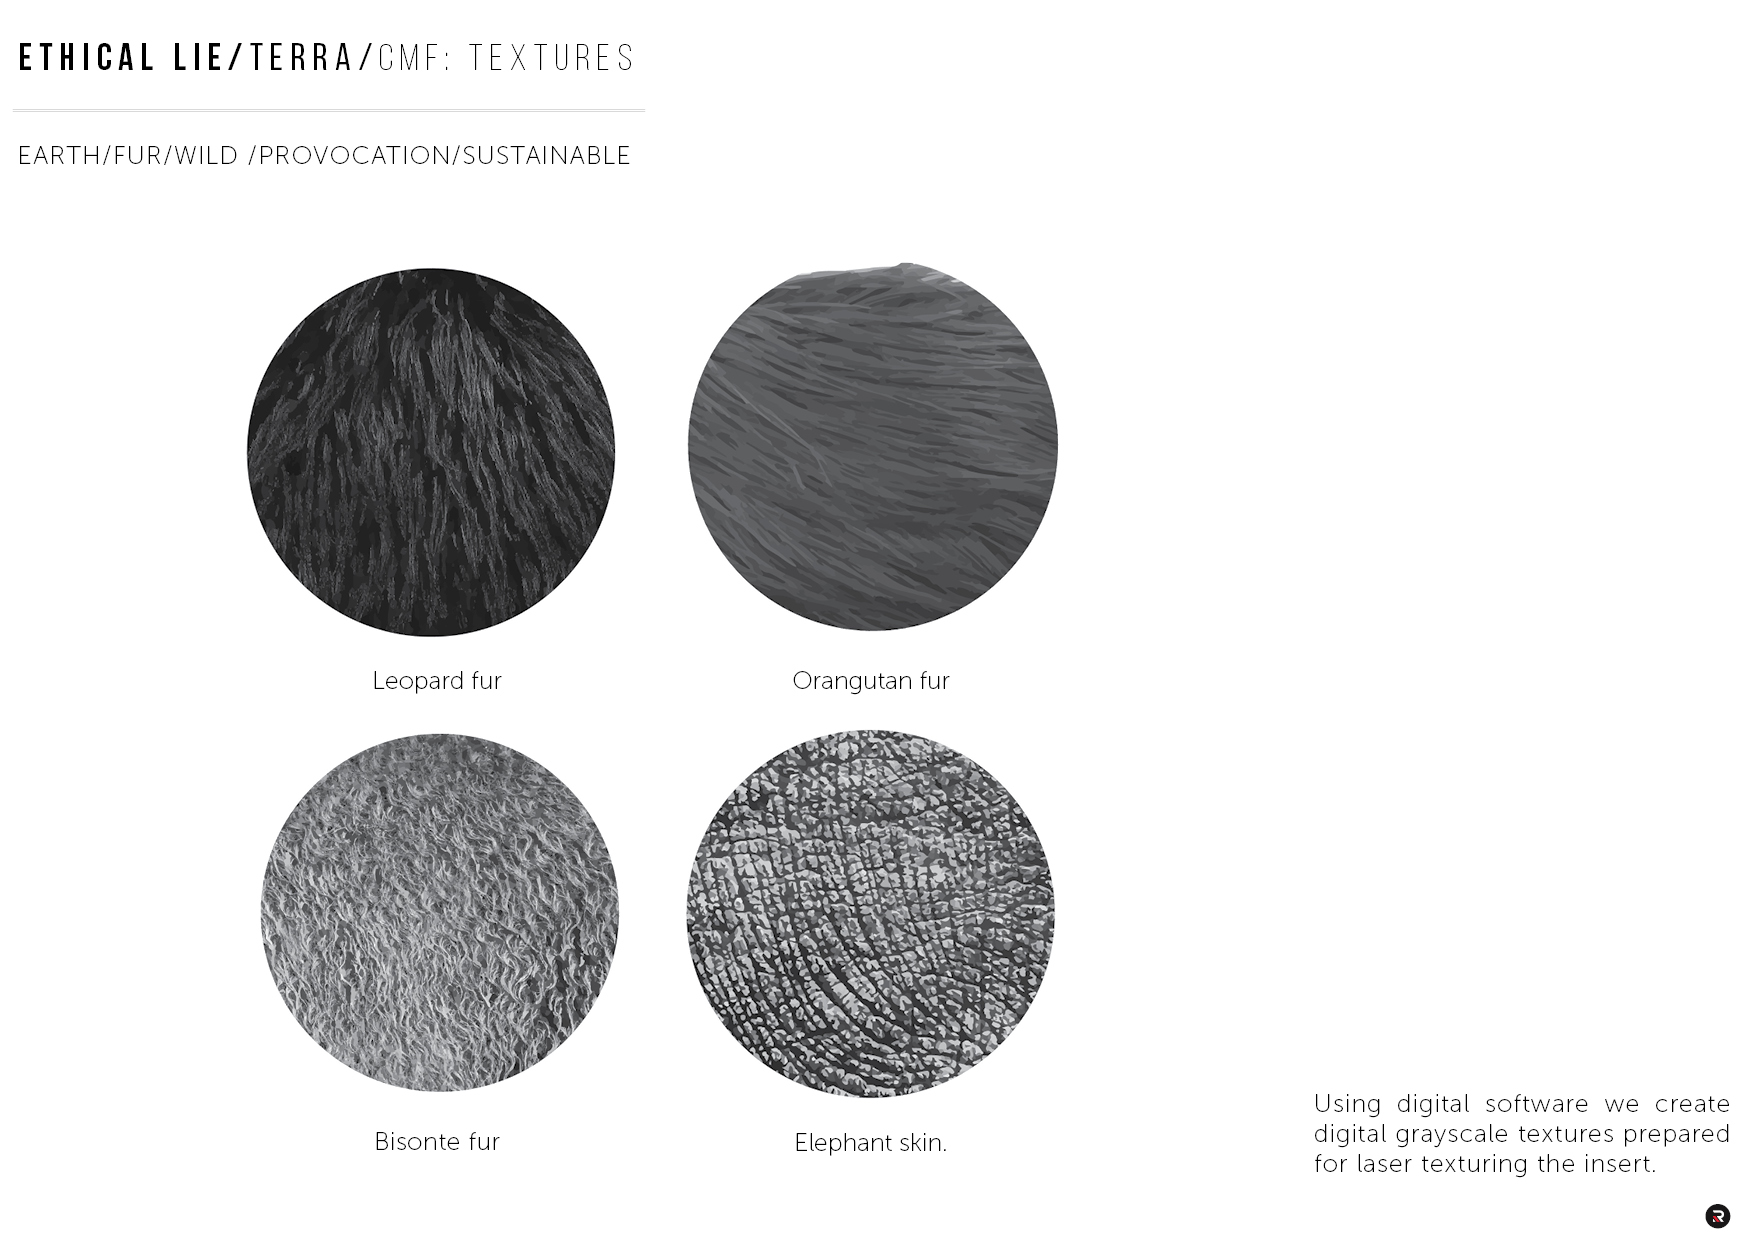 ETHICAL LIE/TERRA/CMF: TEXTURES
EARTH/FUR/WILD /PROVOCATION/SUSTAINABLE
Leopard fur
Orangutan fur
Bisonte fur
Elephant skin.
Using digital software we create
digital grayscale textures prepared
for laser texturing the insert.
R